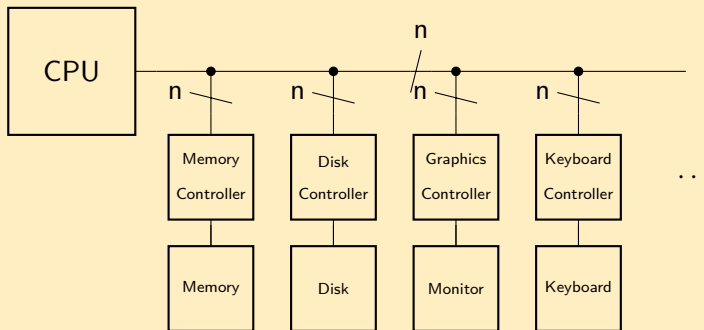 n
CPU
n
n
n
n
Memory
Controller
Disk
Controller
Graphics
Controller
Keyboard
Controller
. .
Memory
Disk
Monitor
Keyboard